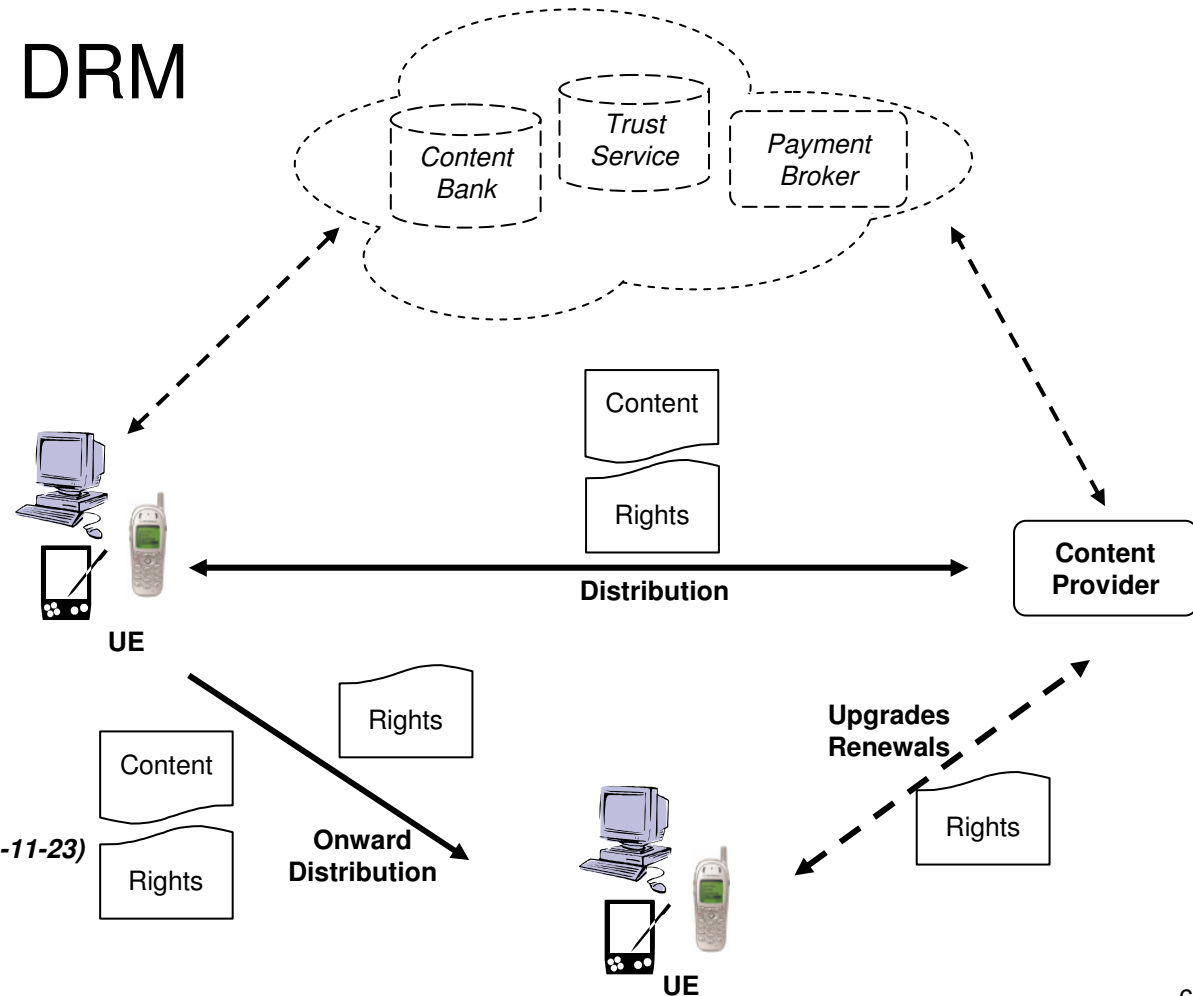 DRM
Trust
Service
Content
Bank
Payment
Broker
Content
Rights
Content
Provider
Distribution
UE
Rights
Upgrades
Renewals
Content
Rights
-11-23)
Rights
Onward
Distribution
UE